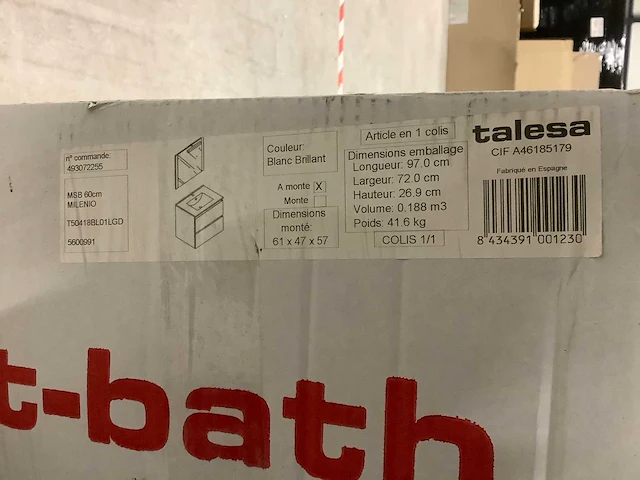 nº commande:
493072255
MSB 60cm
MILENIO
T50418BL01LGD
5600991
Couleur:
Blanc Brillant
A monte X
Monte
Dimensions
monté:
61 x 47 x 57
Article en 1 colis
Dimensions emballage
Longueur: 97.0 cm
Largeur: 72.0 cm
Hauteur: 26.9 cm
Volume: 0.188 m3
Poids: 41.6 kg
COLIS 1/1
talesa
CIF A46185179
Fabriqué en Espagne
8 434391 001230
t-bath